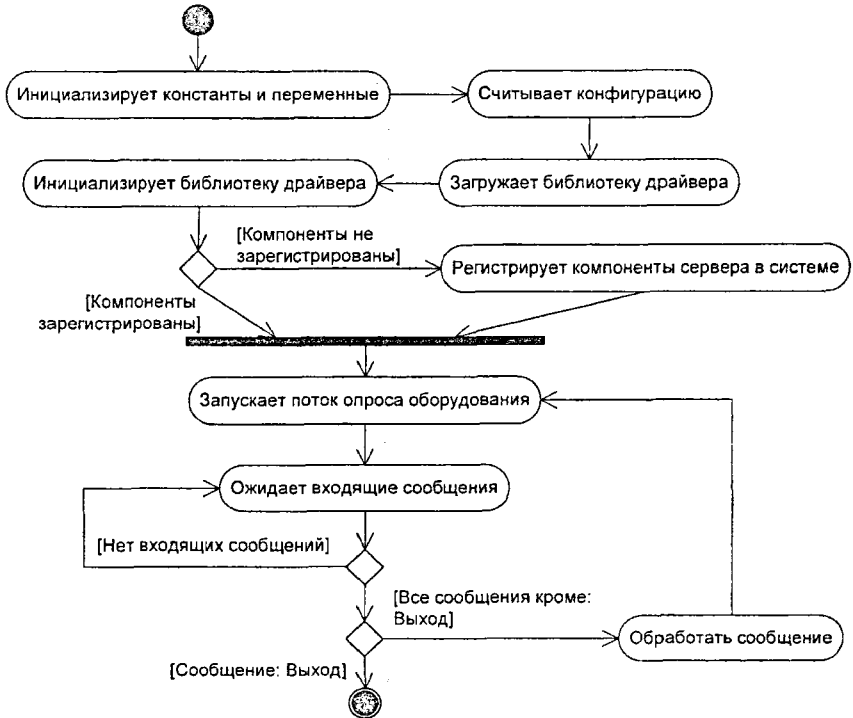 Инициализирует константы и переменные
Считывает конфигурацию
Инициализирует библиотеку драйвера
Загружает библиотеку драйвера
[Компоненты не
зарегистрированы]
Регистрирует компоненты сервера в системе
[Компоненты
зарегистрированы]
Запускает поток опроса оборудования
Ожидает входящие сообщения
[Нет входящих сообщений]
[Все сообщения кроме:
Выход]
Обработать сообщение
[Сообщение: Выход]